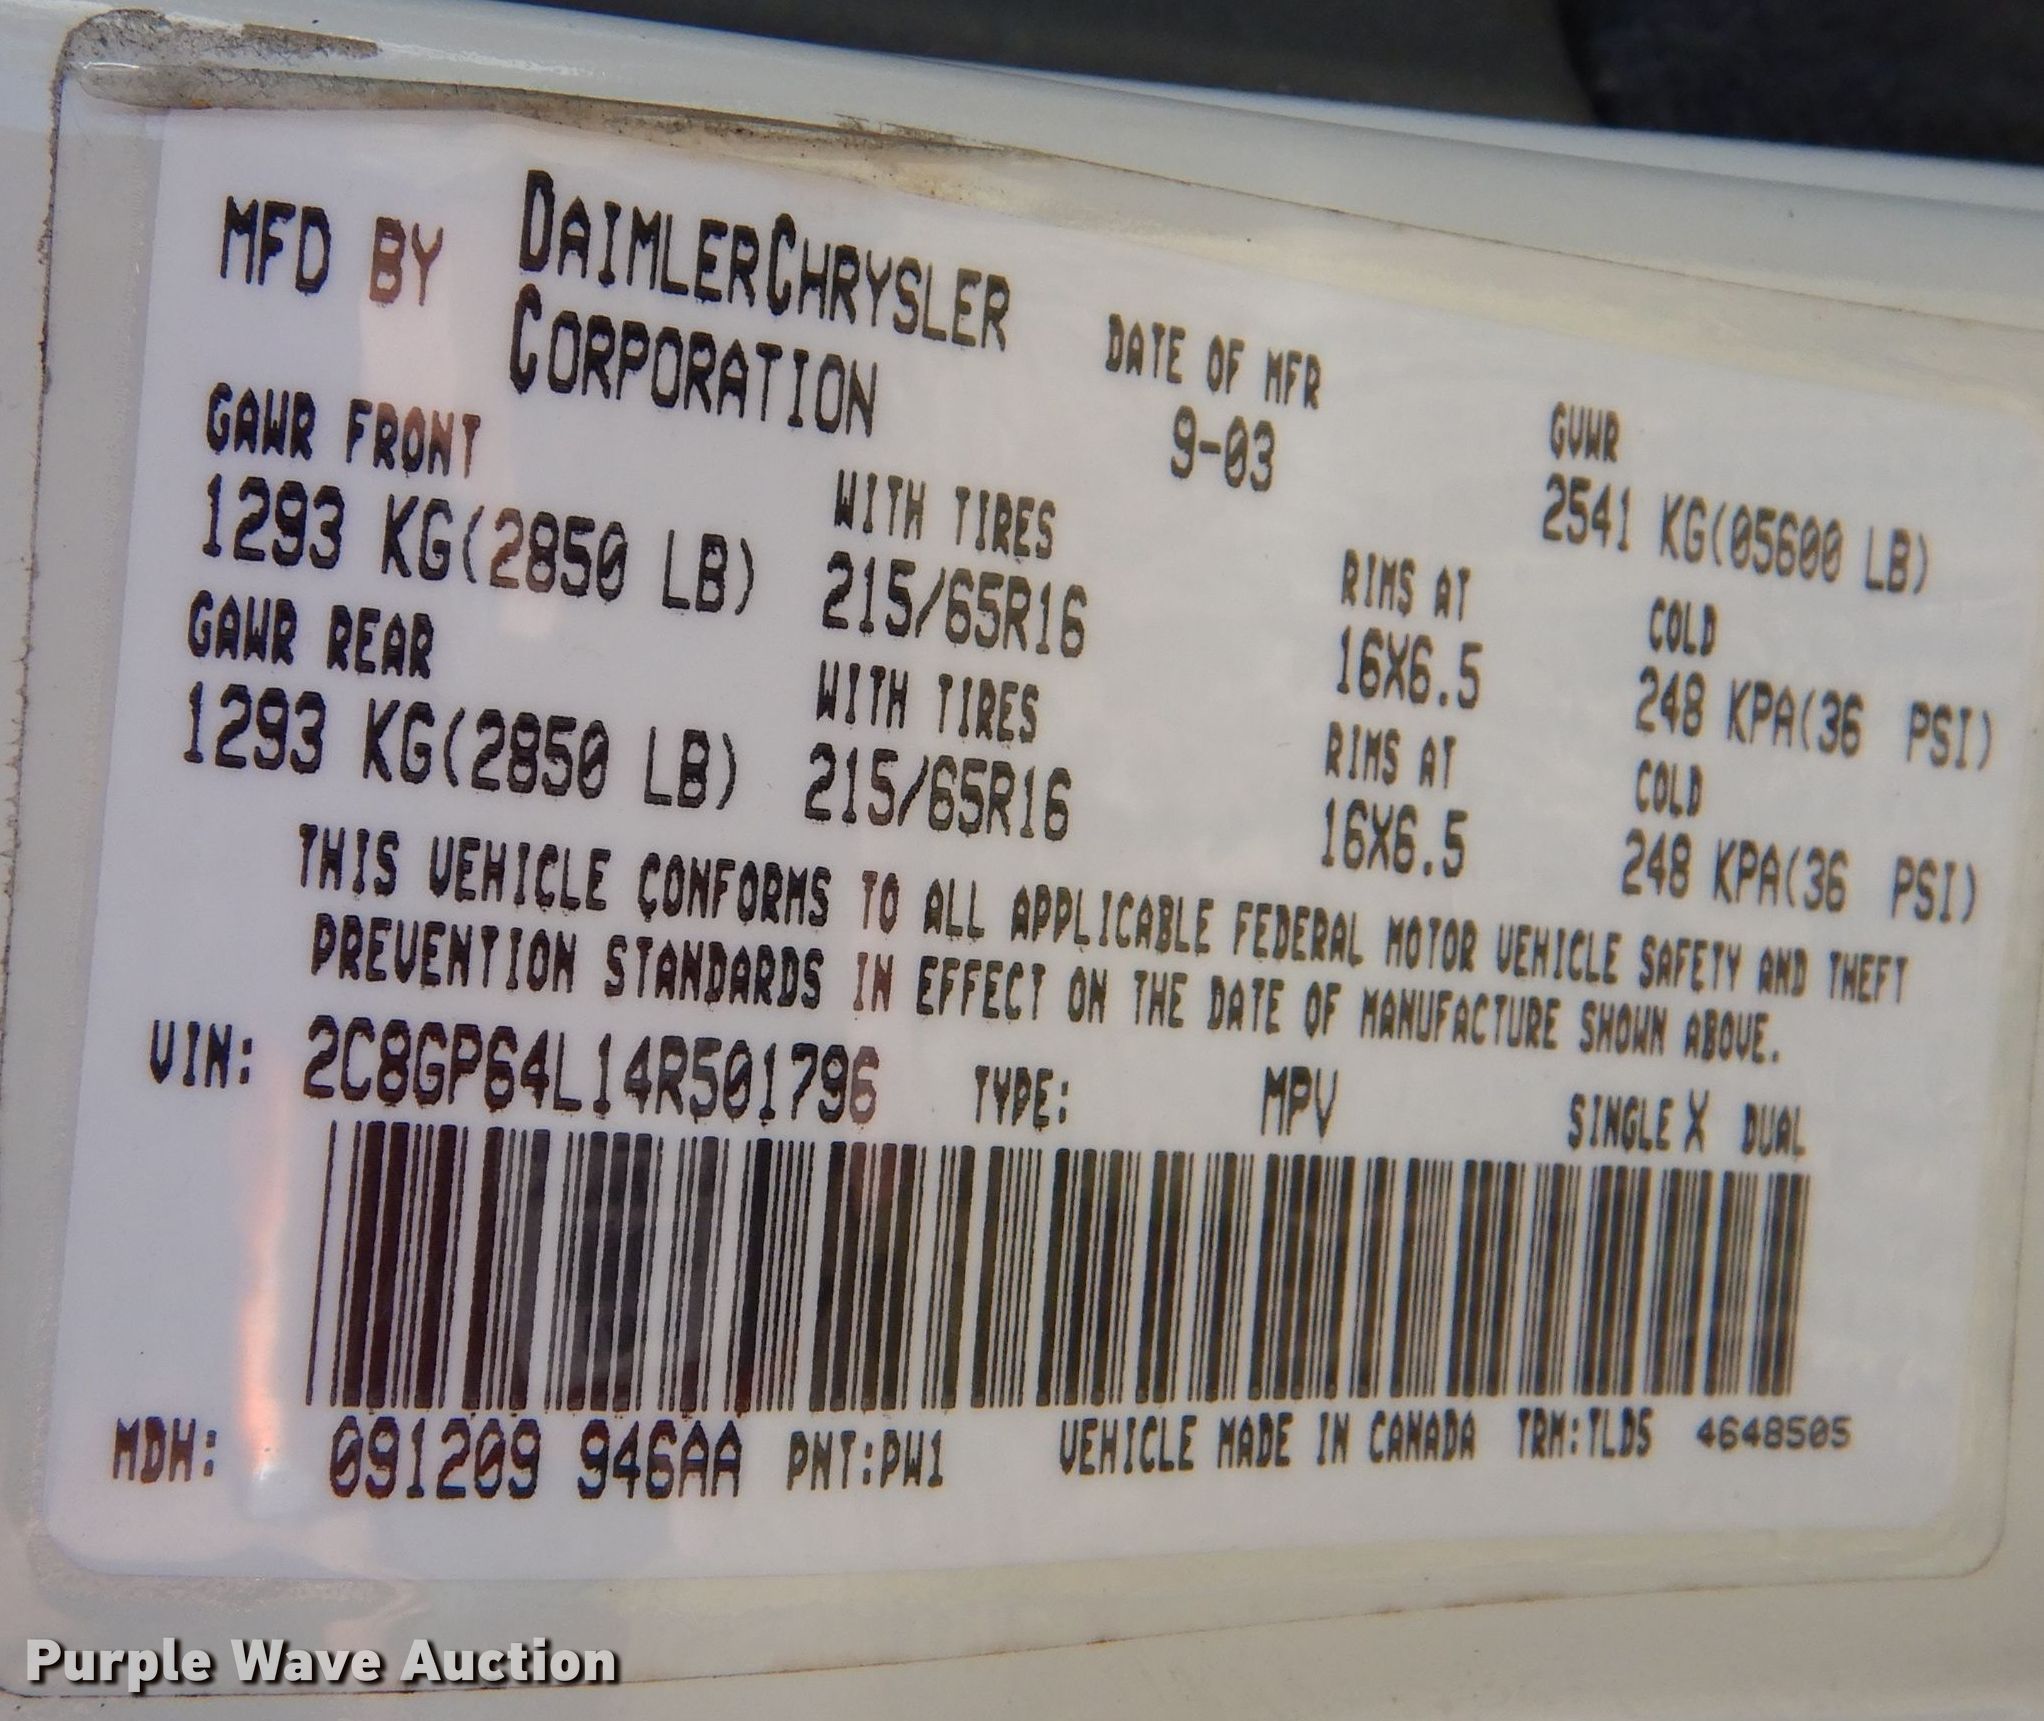 MFD BY DAIMLERCHRYSLER
CORPORATION
DATE OF MFR
9-03
GVWR
2541 KG(05600 LB)
GAWR FRONT
1293 KG(2850 LB)
WITH TIRES
215/65R16
RIMS AT
16X6.5
COLD
248 KPA(36 PSI)
GAWR REAR
1293 KG(2850 LB)
WITH TIRES
215/65R16
RIMS AT
16X6.5
COLD
248 KPA(36 PSI)
THIS VEHICLE CONFORMS TO ALL APPLICABLE FEDERAL MOTOR VEHICLE SAFETY AND THEFT
PREVENTION STANDARDS IN EFFECT ON THE DATE OF MANUFACTURE SHOWN ABOVE.
VIN: 2C8GP64L14R501796 TYPE: MPV SINGLE X DUAL
MDH: 091209 946AA PNT:PW1 VEHICLE MADE IN CANADA TRM:TLD5 4648505
Purple Wave Auction